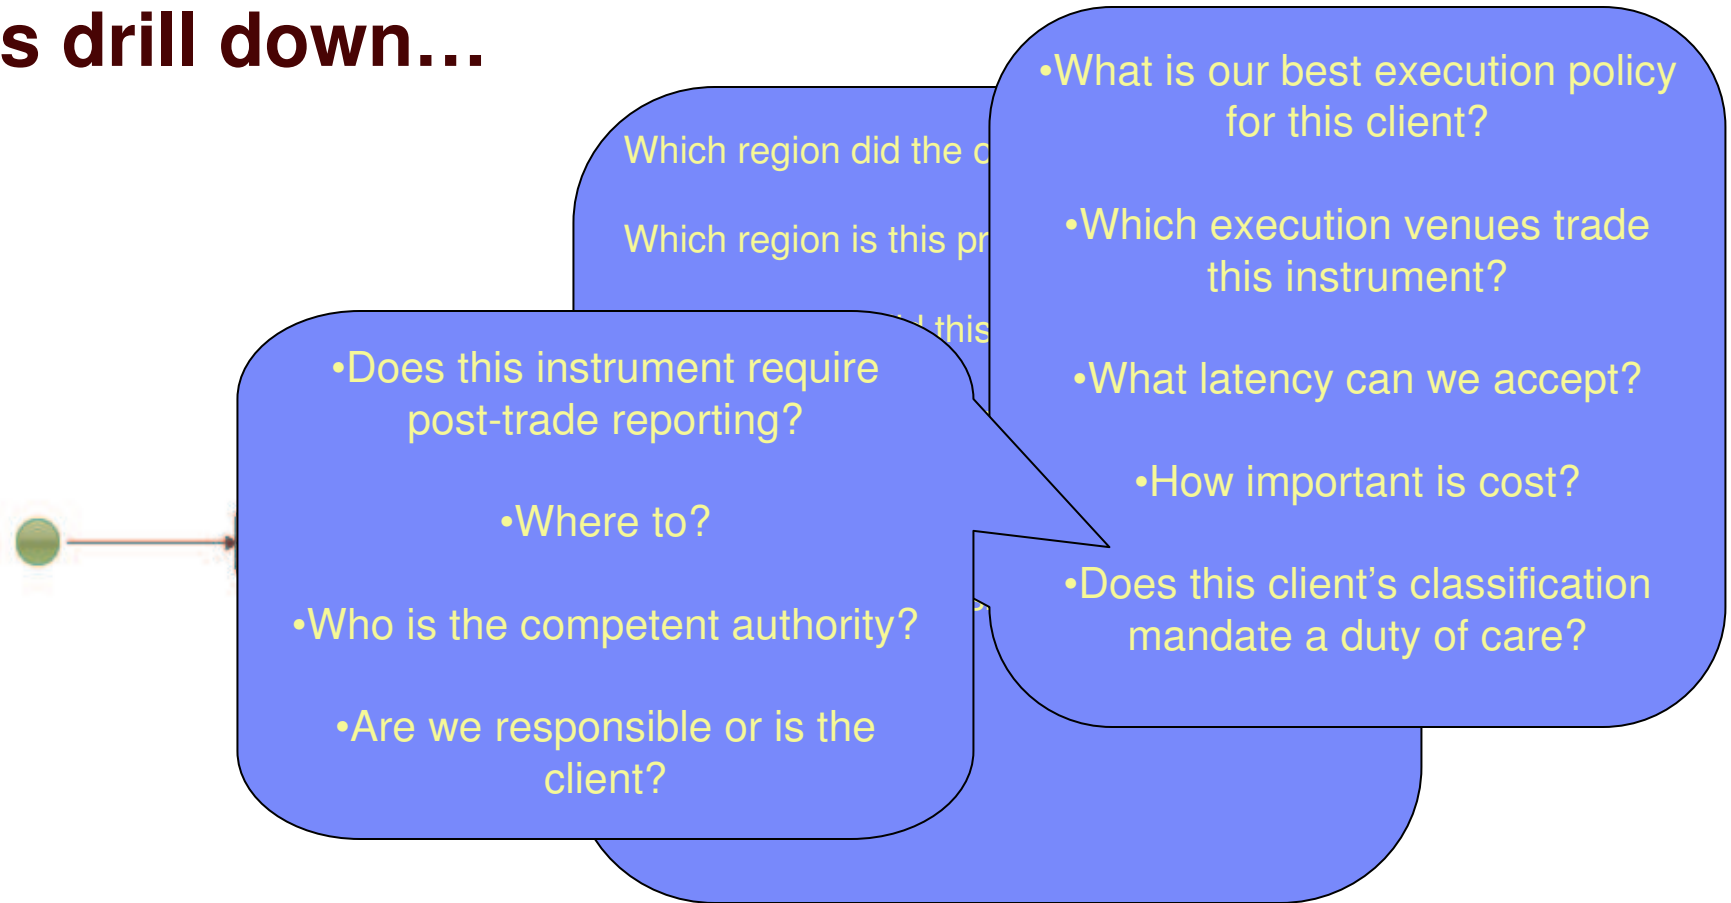 s drill down…
Which region did the
Which region is this
this
•What is our best execution policy
for this client?
•Which execution venues trade
this instrument?
•What latency can we accept?
•How important is cost?
•Does this client’s classification
mandate a duty of care?
•Does this instrument require
post-trade reporting?
•Where to?
•Who is the competent authority?
•Are we responsible or is the
client?